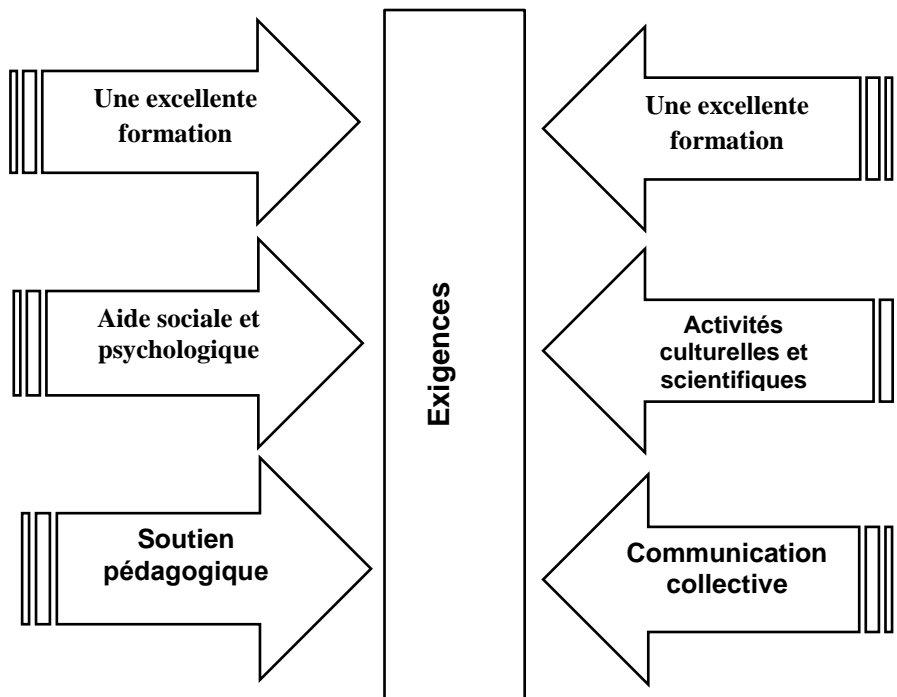 Une excellente
formation
Une excellente
formation
Aide sociale et
psychologique
Exigences
Activités
culturelles et
scientifiques
Soutien
pédagogique
Communication
collective